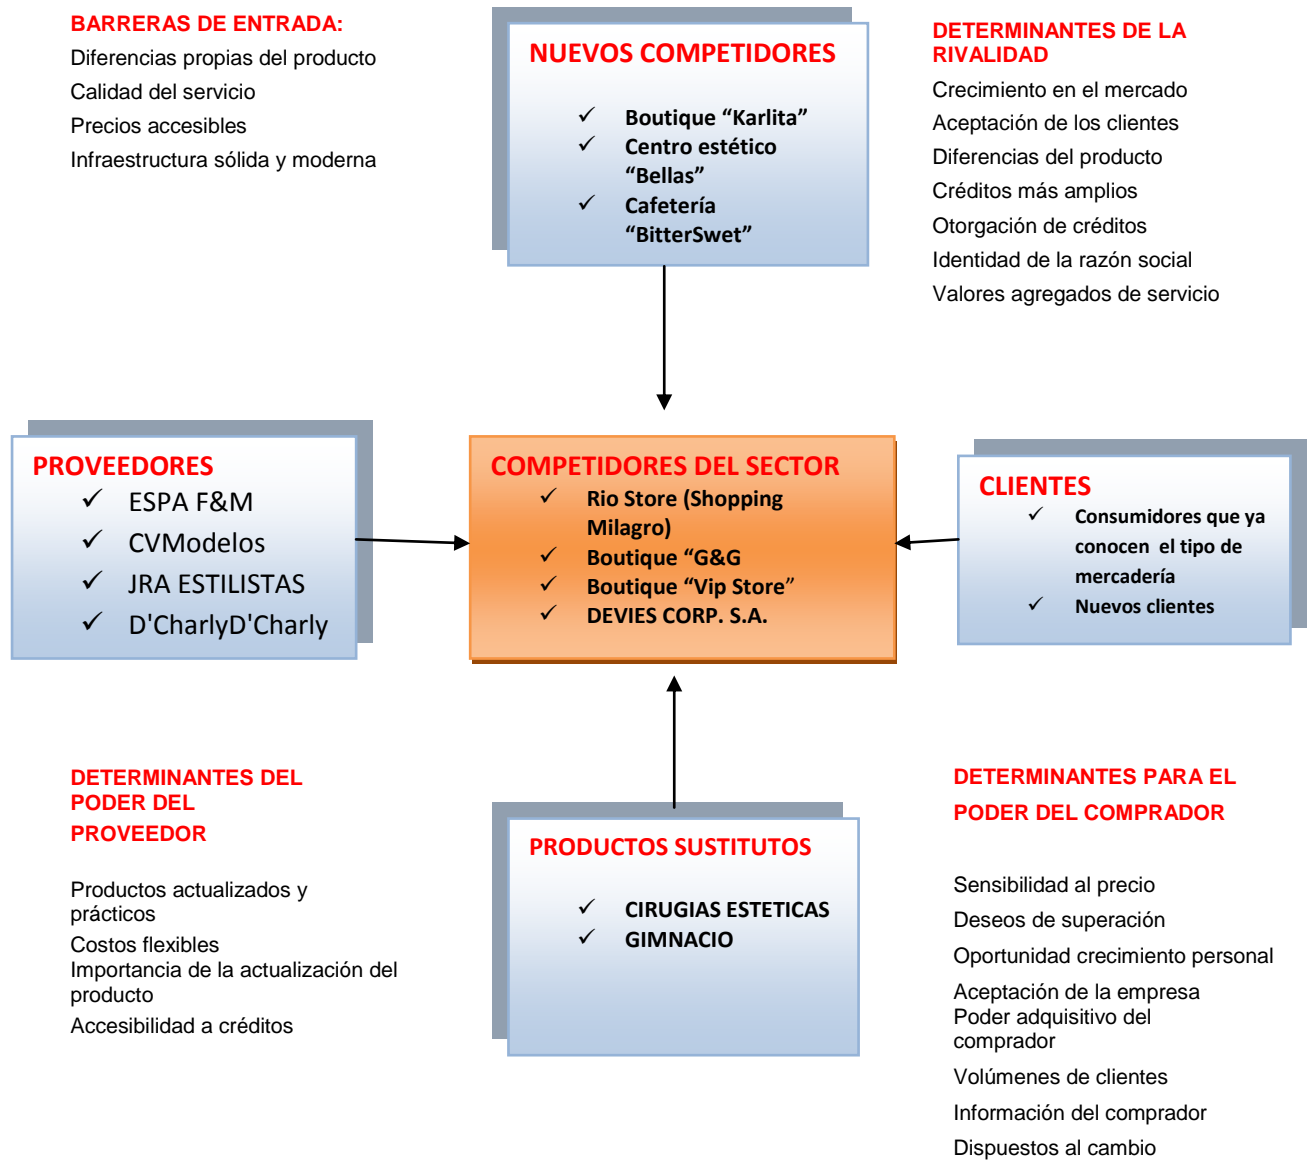 BARRERAS DE ENTRADA:
Diferencias propias del producto
Calidad del servicio
Precios accesibles
Infraestructura sólida y moderna
NUEVOS COMPETIDORES
✓ Boutique “Karlita”
✓ Centro estético
“Bellas”
✓ Cafetería
“BitterSwet”
DETERMINANTES DE LA
RIVALIDAD
Crecimiento en el mercado
Aceptación de los clientes
Diferencias del producto
Créditos más amplios
Otorgación de créditos
Identidad de la razón social
Valores agregados de servicio
PROVEEDORES
✓ ESPA F&M
✓ CVModelos
✓ JRA ESTILISTAS
✓ D'CharlyD'Charly
COMPETIDORES DEL SECTOR
✓ Rio Store (Shopping
Milagro)
✓ Boutique “G&G
✓ Boutique “Vip Store”
✓ DEVIES CORP. S.A.
CLIENTES
✓ Consumidores que ya
conocen el tipo de
mercadería
✓ Nuevos clientes
DETERMINANTES DEL
PODER DEL
PROVEEDOR
Productos actualizados y
prácticos
Costos flexibles
Importancia de la actualización del
producto
Accesibilidad a créditos
PRODUCTOS SUSTITUTOS
✓ CIRUGIAS ESTETICAS
✓ GIMNACIO
DETERMINANTES PARA EL
PODER DEL COMPRADOR
Sensibilidad al precio
Deseos de superación
Oportunidad crecimiento personal
Aceptación de la empresa
Poder adquisitivo del
comprador
Volúmenes de clientes
Información del comprador
Dispuestos al cambio